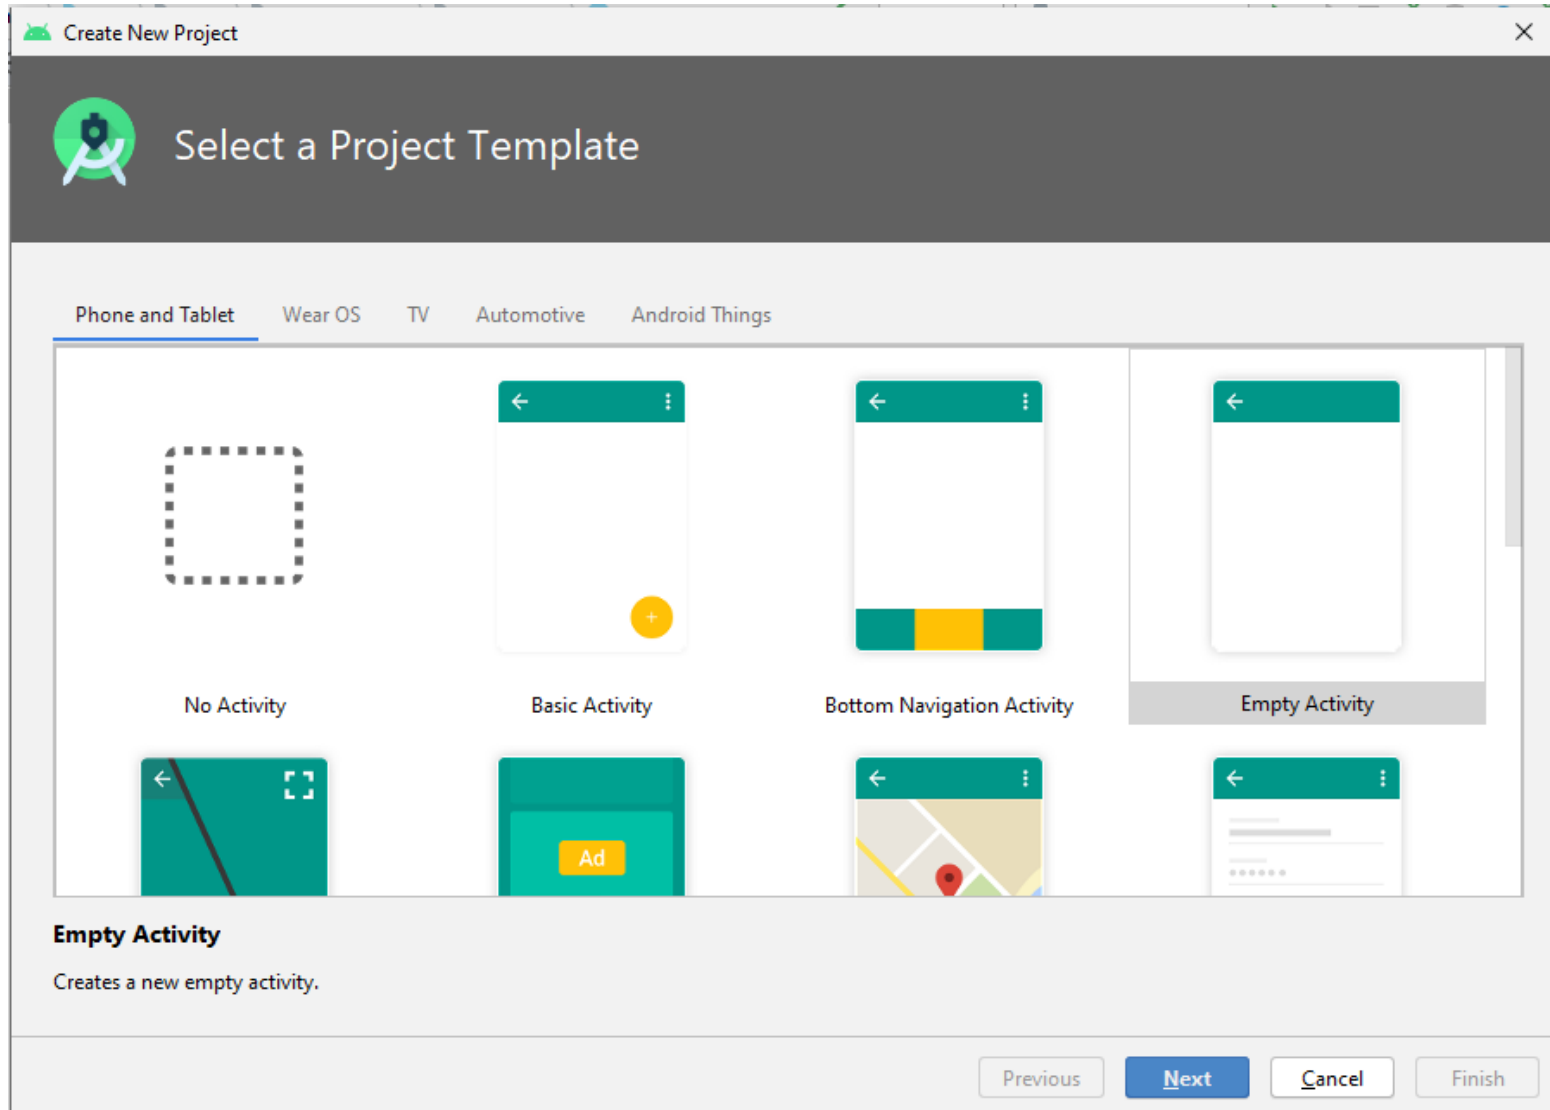 Create New Project
Select a Project Template
Phone and Tablet Wear OS TV Automotive Android Things
No Activity Basic Activity Bottom Navigation Activity Empty Activity
Ad
Empty Activity
Creates a new empty activity.
Previous Next Cancel Finish